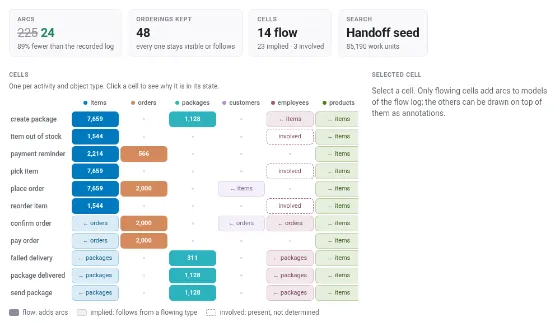 ARCS
225 24
89% fewer than the recorded log
ORDERINGS KEPT
48
every one stays visible or follows
CELLS
14 flow
23 implied · 3 involved
SEARCH
Handoff seed
85,190 work units
CELLS
One per activity and object type. Click a cell to see why it is in its state.
items orders packages customers employees products
create package 7,659 - 1,128 - ← items ← items
item out of stock 1,544 - - - involved ← items
payment reminder 2,214 566 - - - ← items
pick item 7,659 - - - involved ← items
place order 7,659 2,000 - ← items - ← items
reorder item 1,544 - - - involved ← items
confirm order ← orders 2,000 - ← orders ← orders ← items
pay order ← orders 2,000 - - - ← items
failed delivery ← packages - 311 - ← packages ← items
package delivered ← packages - 1,128 - ← packages ← items
send package ← packages - 1,128 - ← packages ← items
flow: adds arcs implied: follows from a flowing type involved: present, not determined
SELECTED CELL
Select a cell. Only flowing cells add arcs to models
of the flow log; the others can be drawn on top of
them as annotations.